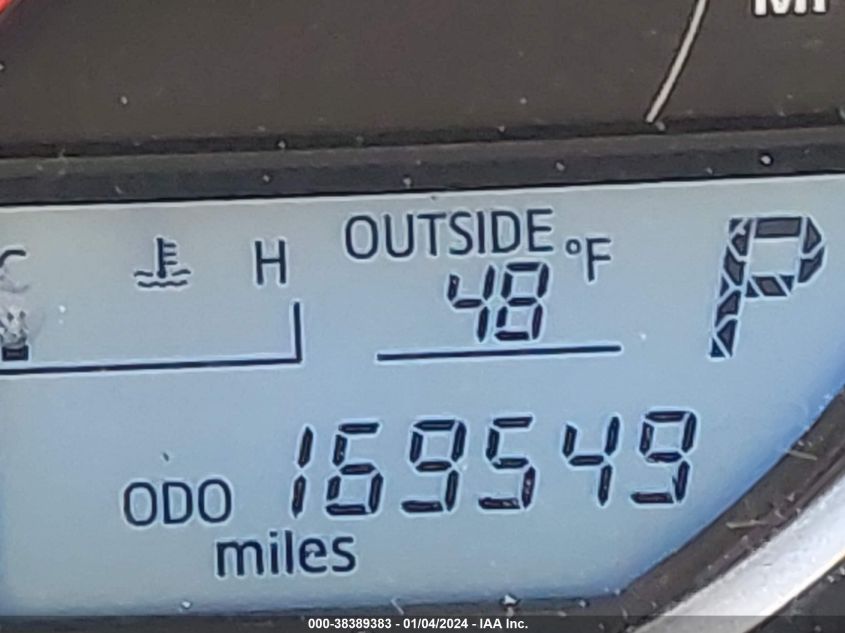 C H OUTSIDE °F P
48
ODO 169549
miles
000-38389383 - 01/04/2024 - IAA Inc.